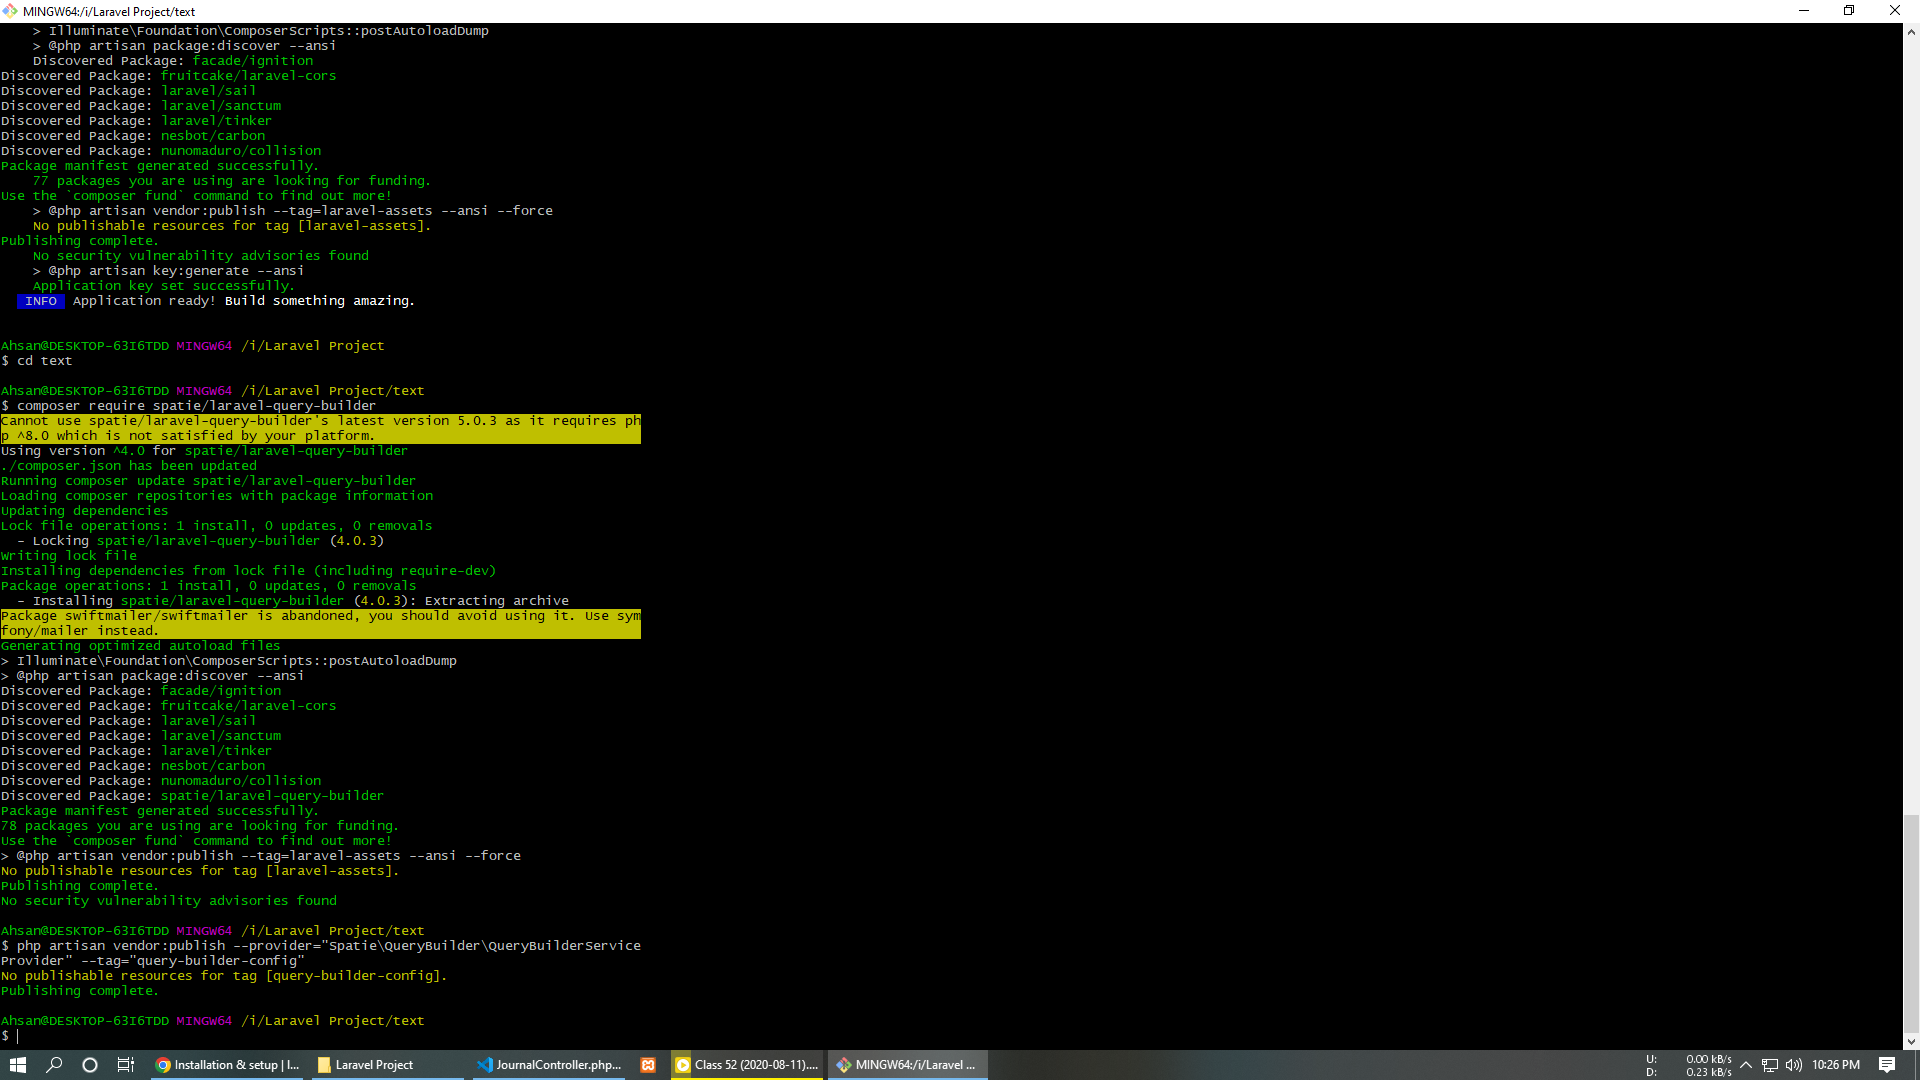 MINGW64:/i/Laravel Project/text
> Illuminate\Foundation\ComposerScripts::postAutoloadDump
> @php artisan package:discover --ansi
Discovered Package: facade/ignition
Discovered Package: fruitcake/laravel-cors
Discovered Package: laravel/sail
Discovered Package: laravel/sanctum
Discovered Package: laravel/tinker
Discovered Package: nesbot/carbon
Discovered Package: nunomaduro/collision
Package manifest generated successfully.
77 packages you are using are looking for funding.
Use the `composer fund` command to find out more!
> @php artisan vendor:publish --tag=laravel-assets --ansi --force
No publishable resources for tag [laravel-assets].
Publishing complete.
No security vulnerability advisories found
> @php artisan key:generate --ansi
Application key set successfully.
INFO Application ready! Build something amazing.
Ahsan@DESKTOP-63I6TDD MINGW64 /i/Laravel Project
$ cd text
Ahsan@DESKTOP-63I6TDD MINGW64 /i/Laravel Project/text
$ composer require spatie/laravel-query-builder
Cannot use spatie/laravel-query-builder's latest version 5.0.3 as it requires ph
p ^8.0 which is not satisfied by your platform.
Using version ^4.0 for spatie/laravel-query-builder
./composer.json has been updated
Running composer update spatie/laravel-query-builder
Loading composer repositories with package information
Updating dependencies
Lock file operations: 1 install, 0 updates, 0 removals
- Locking spatie/laravel-query-builder (4.0.3)
Writing lock file
Installing dependencies from lock file (including require-dev)
Package operations: 1 install, 0 updates, 0 removals
- Installing spatie/laravel-query-builder (4.0.3): Extracting archive
Package swiftmailer/swiftmailer is abandoned, you should avoid using it. Use sym
fony/mailer instead.
Generating optimized autoload files
> Illuminate\Foundation\ComposerScripts::postAutoloadDump
> @php artisan package:discover --ansi
Discovered Package: facade/ignition
Discovered Package: fruitcake/laravel-cors
Discovered Package: laravel/sail
Discovered Package: laravel/sanctum
Discovered Package: laravel/tinker
Discovered Package: nesbot/carbon
Discovered Package: nunomaduro/collision
Discovered Package: spatie/laravel-query-builder
Package manifest generated successfully.
78 packages you are using are looking for funding.
Use the `composer fund` command to find out more!
> @php artisan vendor:publish --tag=laravel-assets --ansi --force
No publishable resources for tag [laravel-assets].
Publishing complete.
No security vulnerability advisories found
Ahsan@DESKTOP-63I6TDD MINGW64 /i/Laravel Project/text
$ php artisan vendor:publish --provider="Spatie\QueryBuilder\QueryBuilderService
Provider" --tag="query-builder-config"
No publishable resources for tag [query-builder-config].
Publishing complete.
Ahsan@DESKTOP-63I6TDD MINGW64 /i/Laravel Project/text
$
Installation & setup | l... Laravel Project JournalController.php... Class 52 (2020-08-11).... MINGW64:/i/Laravel ... U: 0.00 kB/s 10:26 PM
D: 0.23 kB/s